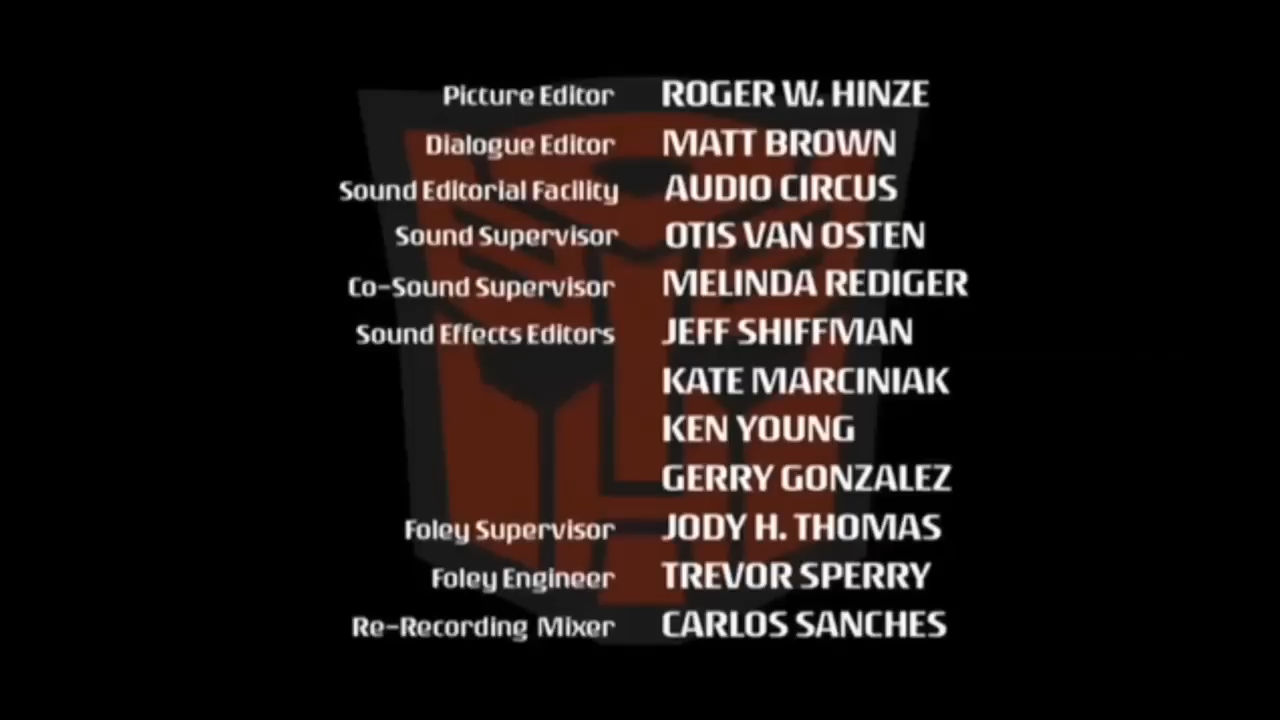 Picture Editor ROGER W. HINZE
Dialogue Editor MATT BROWN
Sound Editorial Facility AUDIO CIRCUS
Sound Supervisor OTIS VAN OSTEN
Co-Sound Supervisor MELINDA REDIGER
Sound Effects Editors JEFF SHIFFMAN
KATE MARCINIAK
KEN YOUNG
GERRY GONZALEZ
Foley Supervisor JODY H. THOMAS
Foley Engineer TREVOR SPERRY
Re-Recording Mixer CARLOS SANCHES